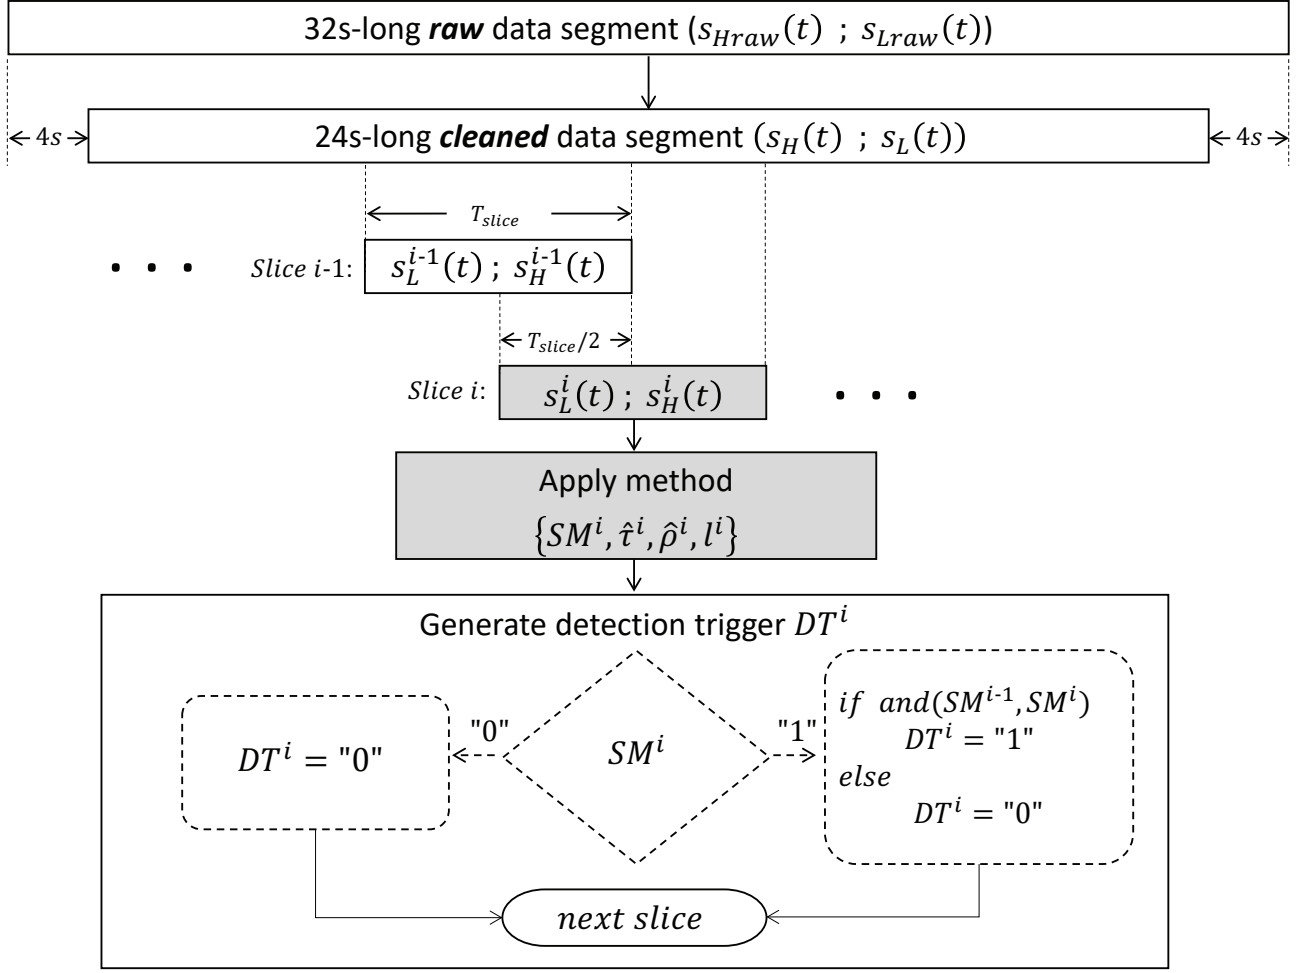 32s-long raw data segment (s_Hraw(t) ; s_Lraw(t))
4s
24s-long cleaned data segment (s_H(t) ; s_L(t))
4s
T_slice
Slice i-1: s_L^{i-1}(t) ; s_H^{i-1}(t)
T_slice/2
Slice i: s_L^i(t) ; s_H^i(t)
Apply method
{SM^i, τ̂^i, ρ̂^i, l^i}
Generate detection trigger DT^i
"0"
"1"
DT^i = "0"
SM^i
if and(SM^{i-1}, SM^i)
DT^i = "1"
else
DT^i = "0"
next slice